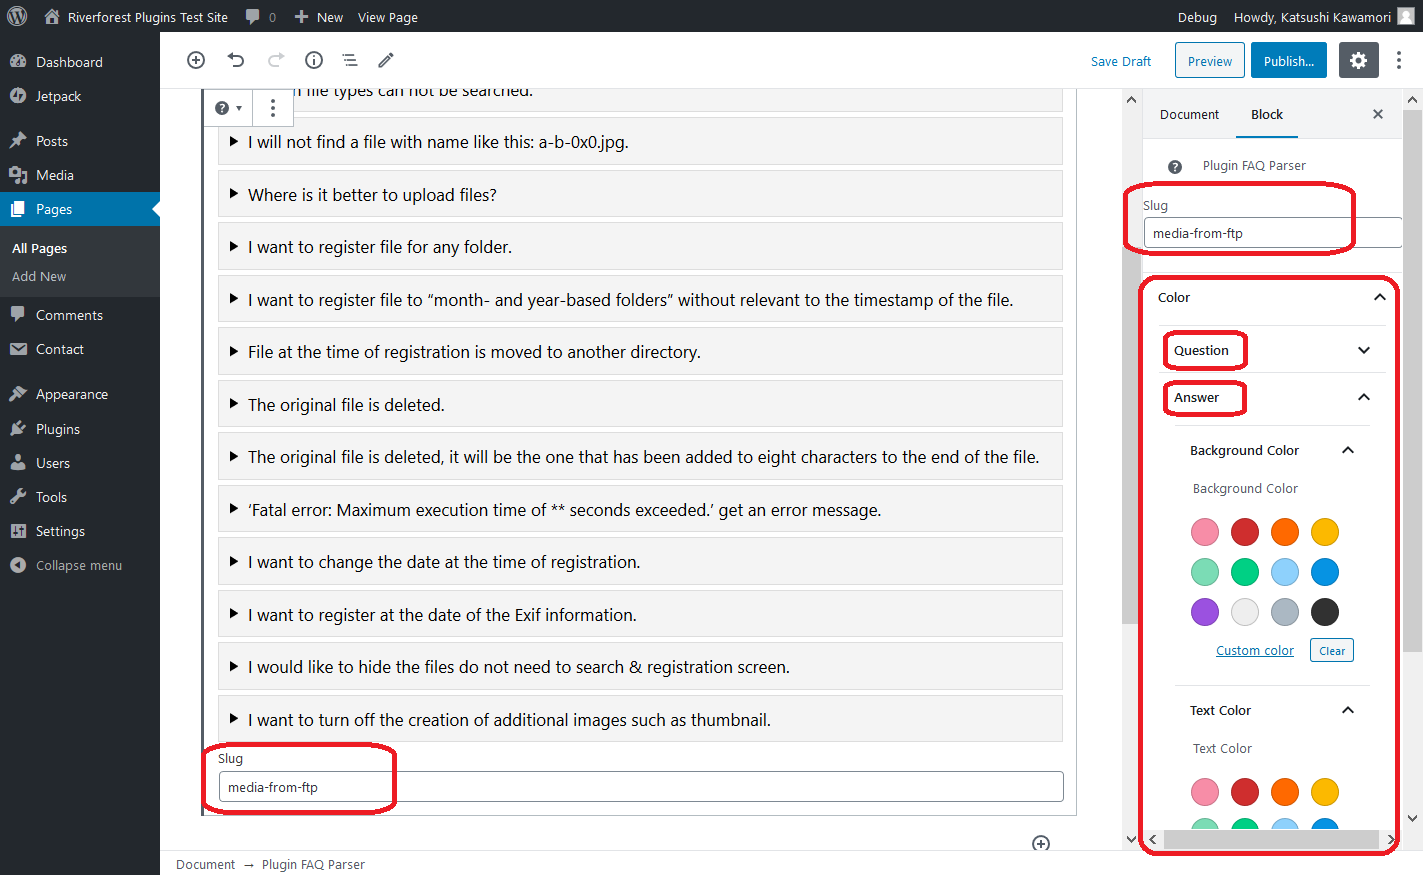 Riverforest Plugins Test Site
0
New
View Page
Debug
Howdy, Katsushi Kawamori
Dashboard
Jetpack
Posts
Media
Pages
All Pages
Add New
Comments
Contact
Appearance
Plugins
Users
Tools
Settings
Collapse menu
Save Draft
Preview
Publish...
file types can not be searched.
I will not find a file with name like this: a-b-0x0.jpg.
Where is it better to upload files?
I want to register file for any folder.
I want to register file to “month- and year-based folders” without relevant to the timestamp of the file.
File at the time of registration is moved to another directory.
The original file is deleted.
The original file is deleted, it will be the one that has been added to eight characters to the end of the file.
‘Fatal error: Maximum execution time of ** seconds exceeded.’ get an error message.
I want to change the date at the time of registration.
I want to register at the date of the Exif information.
I would like to hide the files do not need to search & registration screen.
I want to turn off the creation of additional images such as thumbnail.
Slug
media-from-ftp
Document → Plugin FAQ Parser
Document
Block
Plugin FAQ Parser
Slug
media-from-ftp
Color
Question
Answer
Background Color
Background Color
Custom color
Clear
Text Color
Text Color